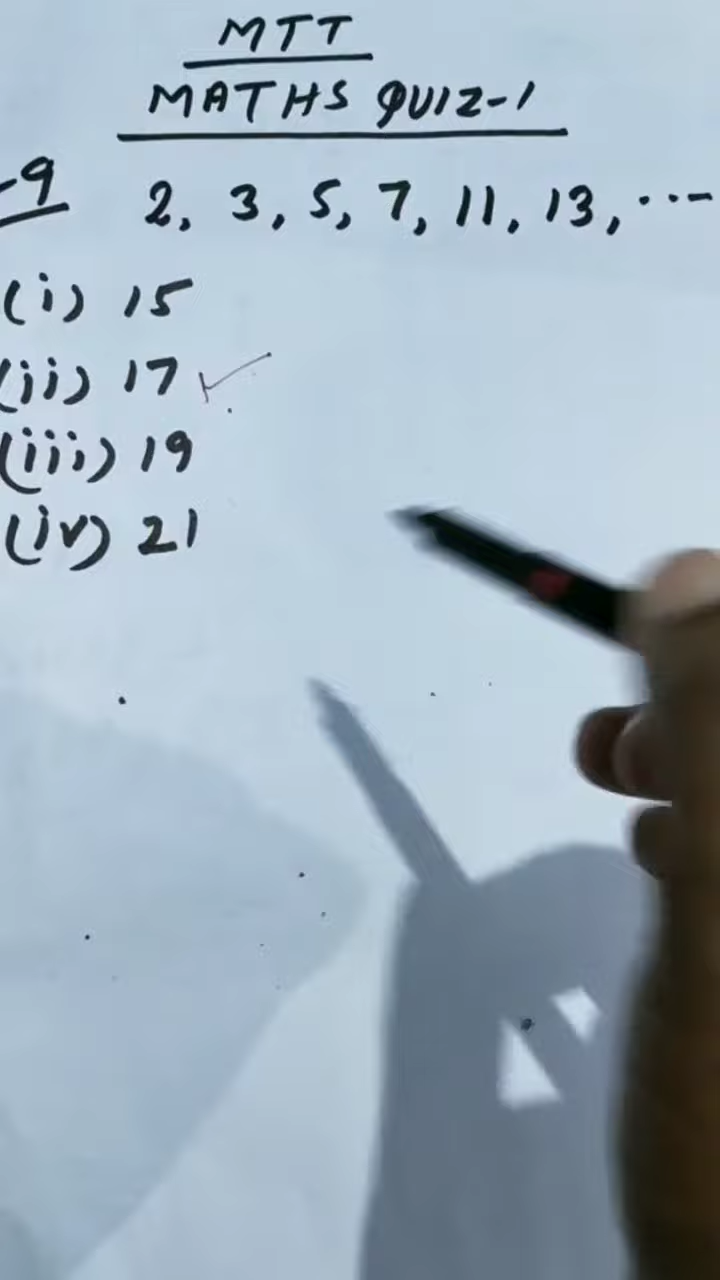 MTT
MATHS QUIZ-1
-9 2, 3, 5, 7, 11, 13, ...
(i) 15
(ii) 17 ✓
(iii) 19
(iv) 21